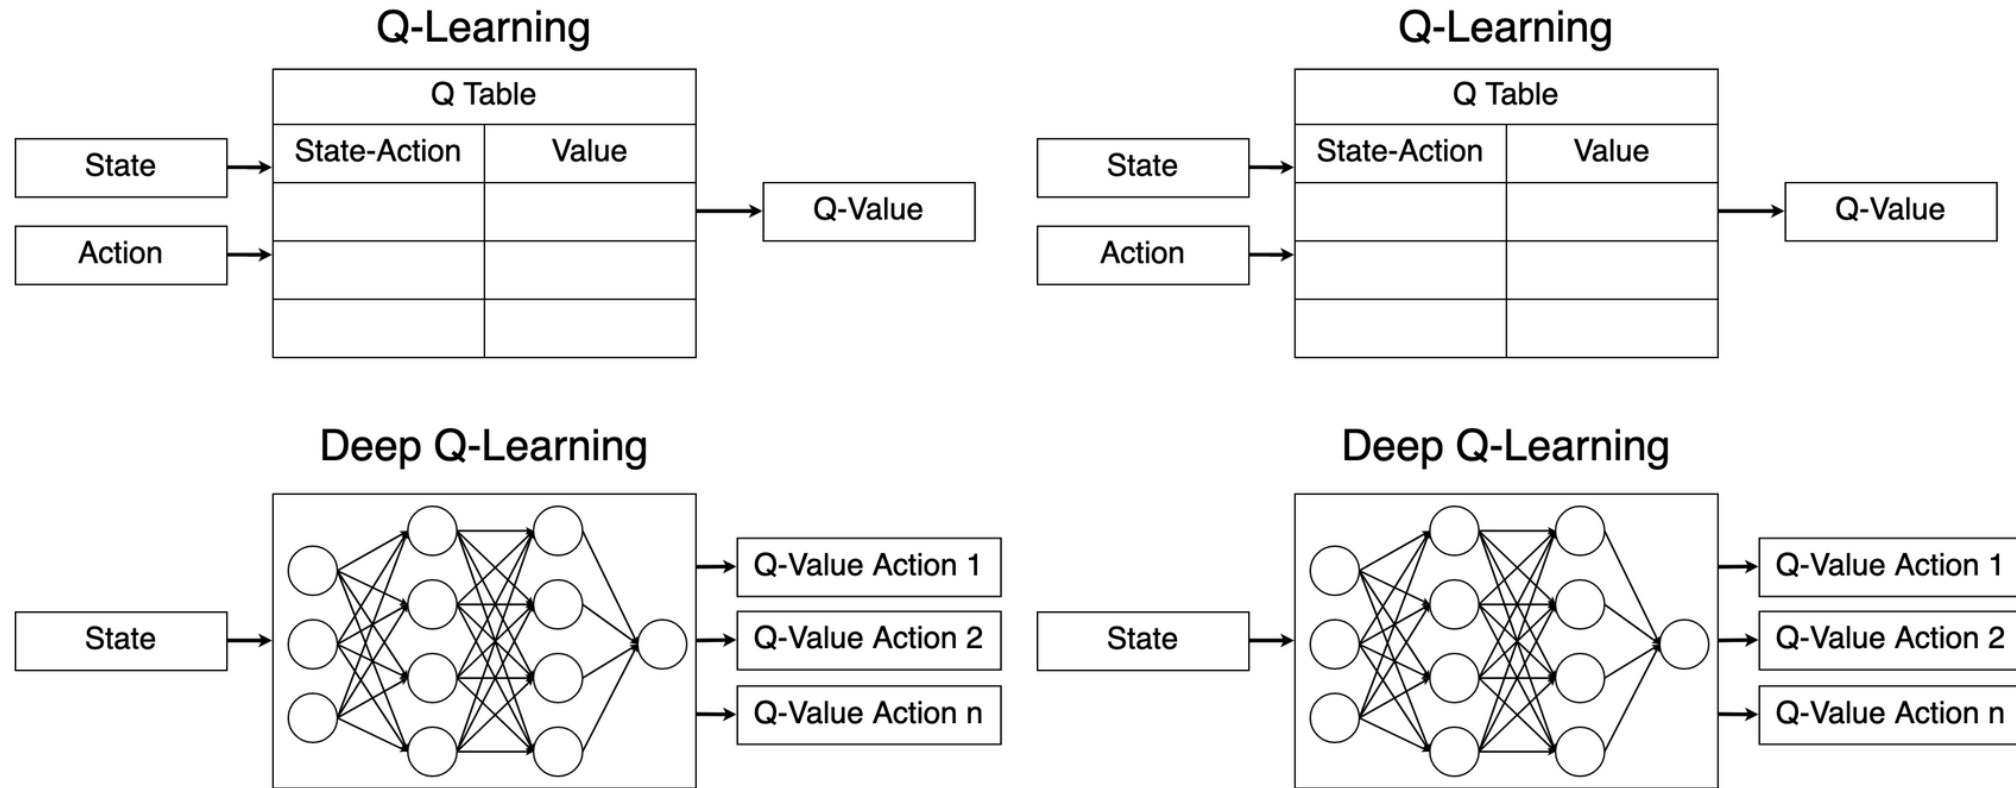 Q-Learning
Q Table
State-Action Value
State
Action
Q-Value
Deep Q-Learning
State
Q-Value Action 1
Q-Value Action 2
Q-Value Action n
Q-Learning
Q Table
State-Action Value
State
Action
Q-Value
Deep Q-Learning
State
Q-Value Action 1
Q-Value Action 2
Q-Value Action n